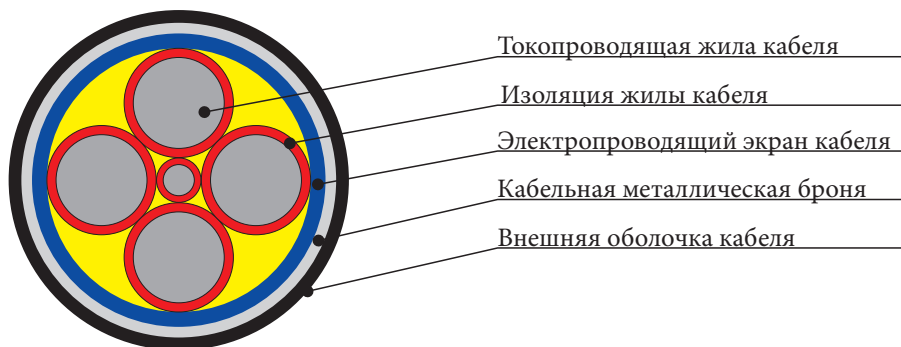 Токопроводящая жила кабеля
Изоляция жилы кабеля
Электропроводящий экран кабеля
Кабельная металлическая броня
Внешняя оболочка кабеля